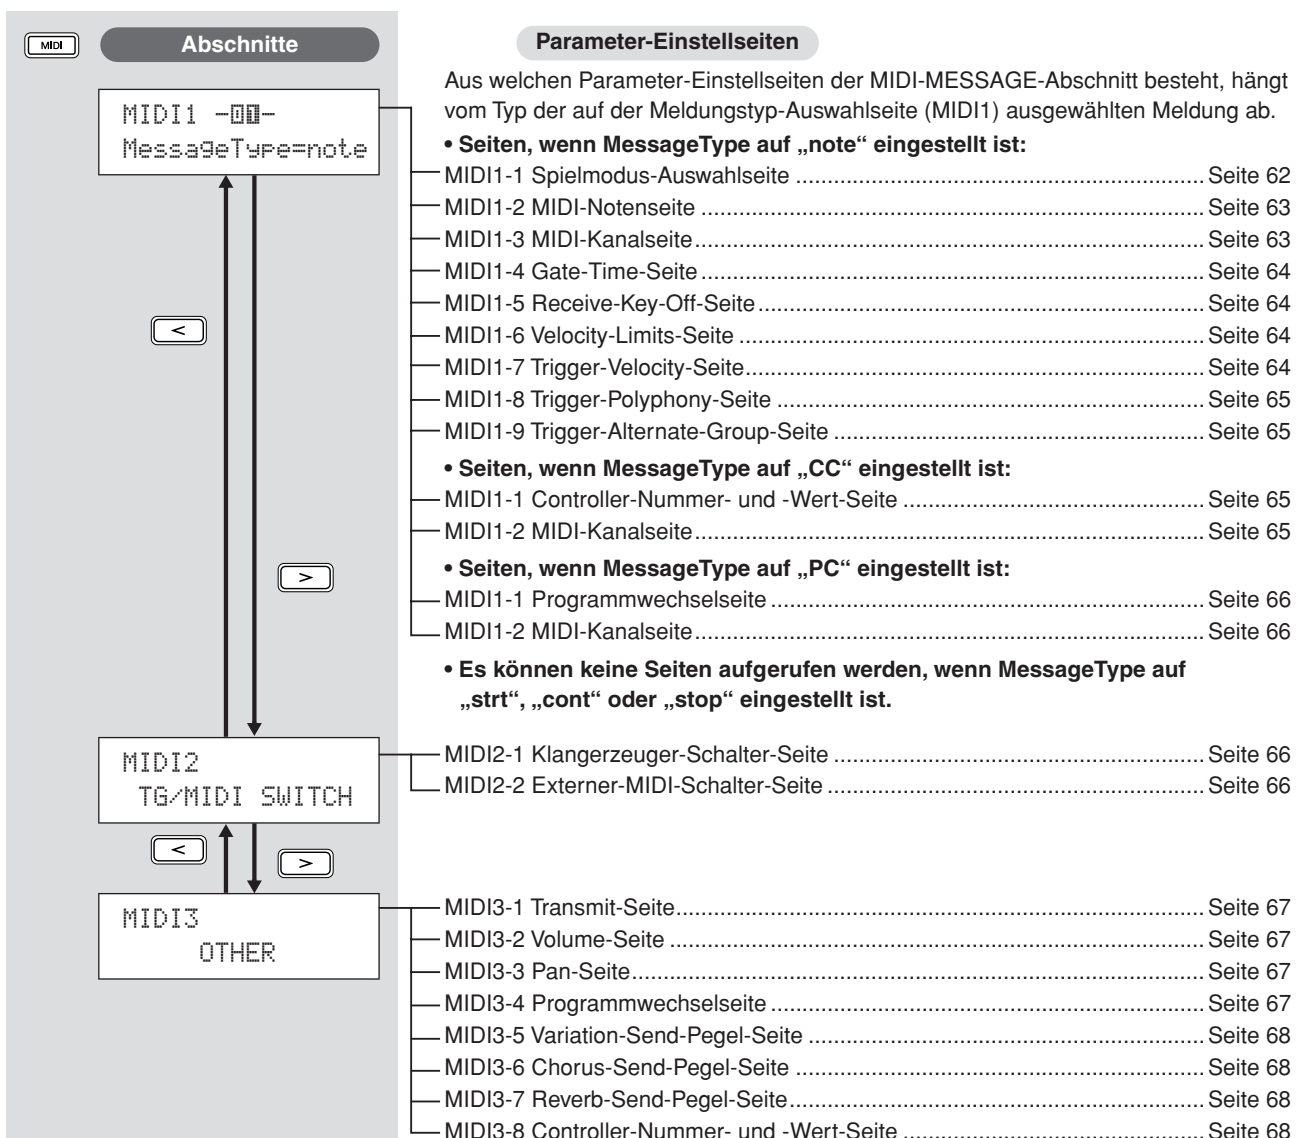 MIDI
Abschnitte
Parameter-Einstellseiten
Aus welchen Parameter-Einstellseiten der MIDI-MESSAGE-Abschnitt besteht, hängt
vom Typ der auf der Meldungstyp-Auswahlseite (MIDI1) ausgewählten Meldung ab.
MIDI1 -01-
MessageType=note
• Seiten, wenn MessageType auf „note“ eingestellt ist:
MIDI1-1 Spielmodus-Auswahlseite ................................ Seite 62
MIDI1-2 MIDI-Notenseite ................................ Seite 63
MIDI1-3 MIDI-Kanalseite ................................ Seite 63
MIDI1-4 Gate-Time-Seite ................................ Seite 64
MIDI1-5 Receive-Key-Off-Seite ................................ Seite 64
MIDI1-6 Velocity-Limits-Seite ................................ Seite 64
MIDI1-7 Trigger-Velocity-Seite ................................ Seite 64
MIDI1-8 Trigger-Polyphony-Seite ................................ Seite 65
MIDI1-9 Trigger-Alternate-Group-Seite ................................ Seite 65
<
• Seiten, wenn MessageType auf „CC“ eingestellt ist:
MIDI1-1 Controller-Nummer- und -Wert-Seite ................................ Seite 65
MIDI1-2 MIDI-Kanalseite ................................ Seite 65
>
• Seiten, wenn MessageType auf „PC“ eingestellt ist:
MIDI1-1 Programmwechselseite ................................ Seite 66
MIDI1-2 MIDI-Kanalseite ................................ Seite 66
• Es können keine Seiten aufgerufen werden, wenn MessageType auf
„strt“, „cont“ oder „stop“ eingestellt ist.
MIDI2
TG/MIDI SWITCH
MIDI2-1 Klangerzeuger-Schalter-Seite ................................ Seite 66
MIDI2-2 Externer-MIDI-Schalter-Seite ................................ Seite 66
<
>
MIDI3
OTHER
MIDI3-1 Transmit-Seite ................................ Seite 67
MIDI3-2 Volume-Seite ................................ Seite 67
MIDI3-3 Pan-Seite ................................ Seite 67
MIDI3-4 Programmwechselseite ................................ Seite 67
MIDI3-5 Variation-Send-Pegel-Seite ................................ Seite 68
MIDI3-6 Chorus-Send-Pegel-Seite ................................ Seite 68
MIDI3-7 Reverb-Send-Pegel-Seite ................................ Seite 68
MIDI3-8 Controller-Nummer- und -Wert-Seite ................................ Seite 68